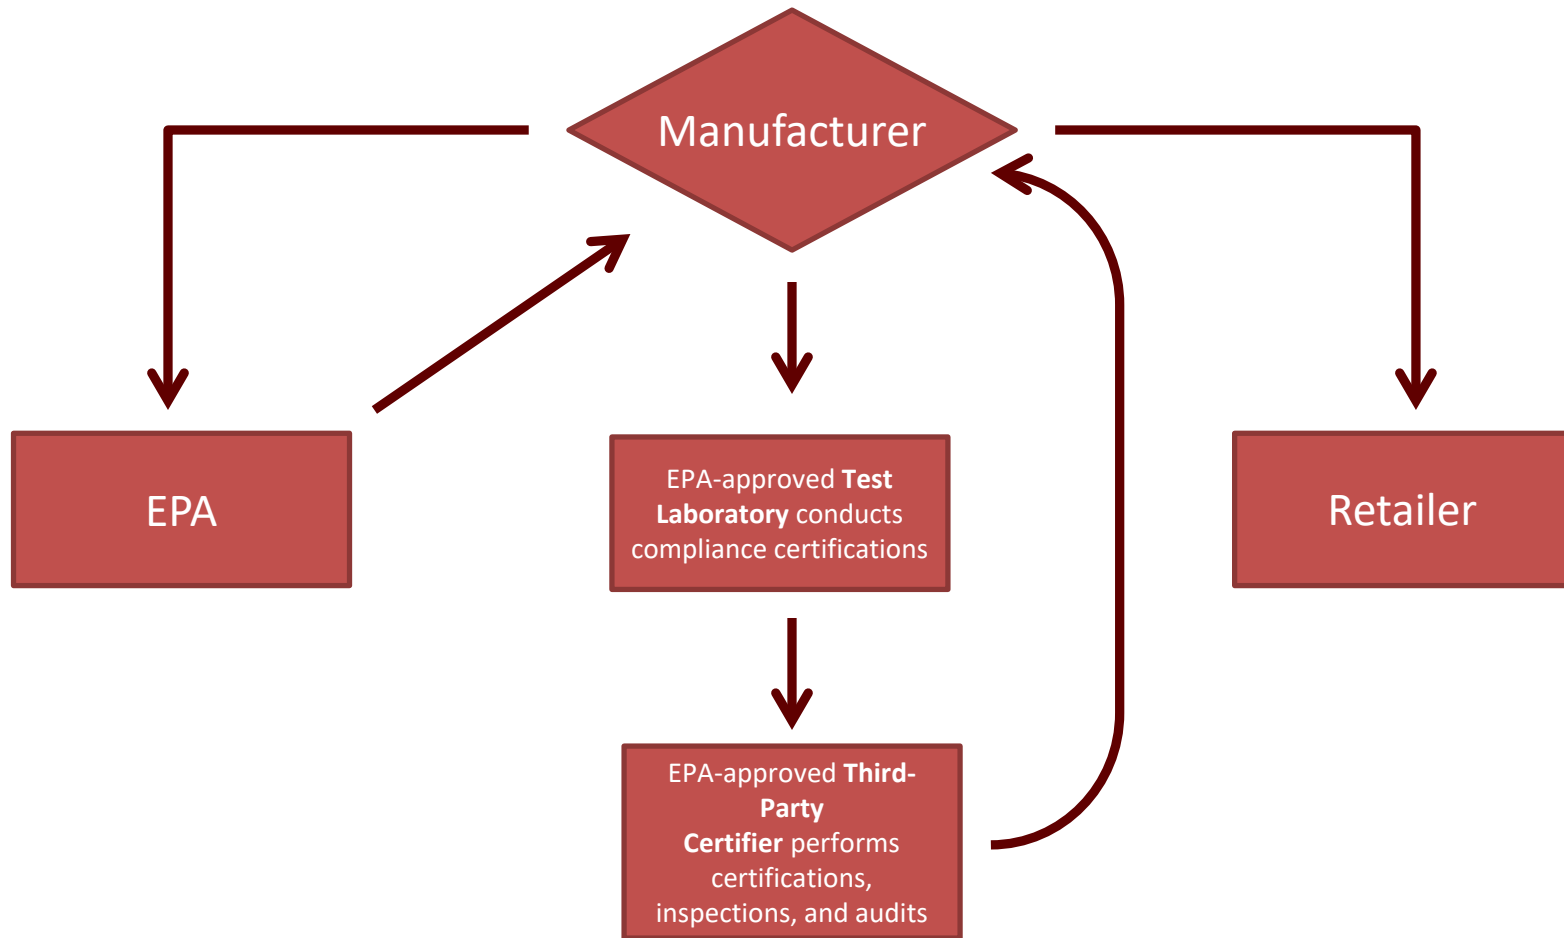 Manufacturer
EPA
EPA-approved Test
Laboratory conducts
compliance certifications
Retailer
EPA-approved Third-
Party
Certifier performs
certifications,
inspections, and audits